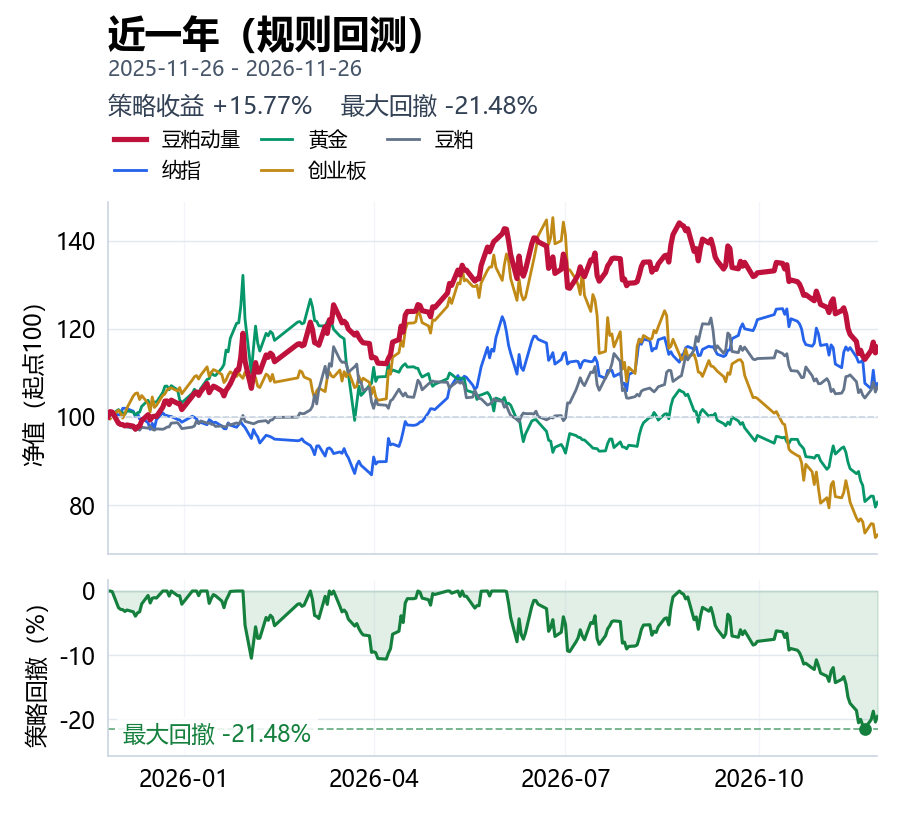 近一年（规则回测）
2025-11-26 - 2026-11-26
策略收益 +15.77% 最大回撤 -21.48%
豆粕动量 黄金 豆粕
纳指 创业板
净值（起点100）
140
120
100
80
策略回撤（%）
0
-10
-20
最大回撤 -21.48%
2026-01 2026-04 2026-07 2026-10